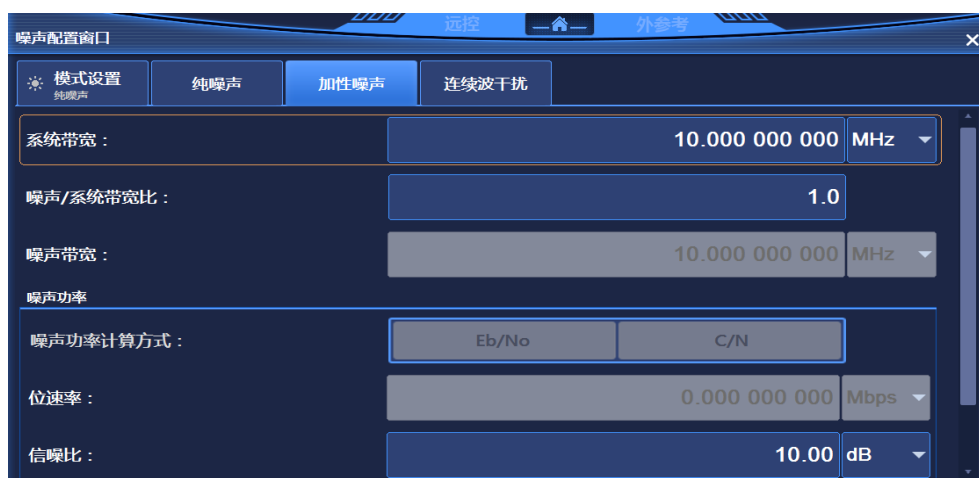 远控 外参考
噪声配置窗口
模式设置 纯噪声 加性噪声 连续波干扰
纯噪声
系统带宽： 10.000 000 000 MHz
噪声/系统带宽比： 1.0
噪声带宽： 10.000 000 000 MHz
噪声功率
噪声功率计算方式： Eb/No C/N
位速率： 0.000 000 000 Mbps
信噪比： 10.00 dB